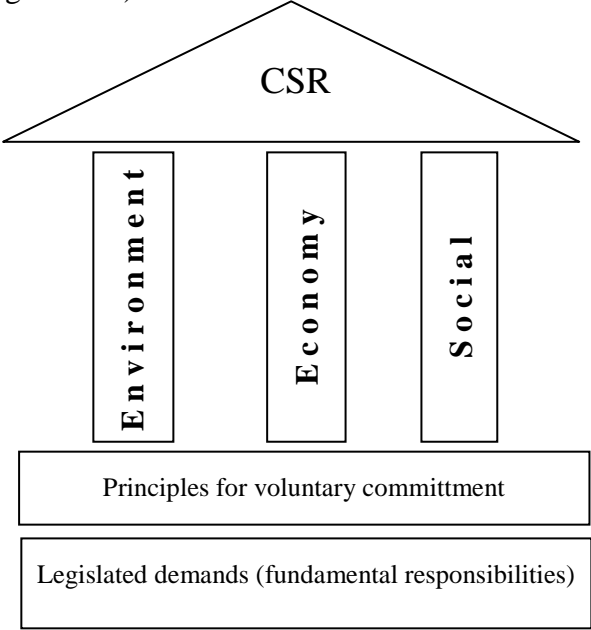 CSR
Environment
Economy
Social
Principles for voluntary committment
Legislated demands (fundamental responsibilities)